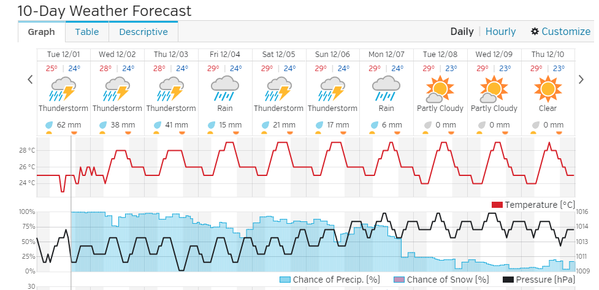 10-Day Weather Forecast
Graph Table Descriptive Daily Hourly Customize
Tue 12/01 Wed 12/02 Thu 12/03 Fri 12/04 Sat 12/05 Sun 12/06 Mon 12/07 Tue 12/08 Wed 12/09 Thu 12/10
25° | 24° 28° | 24° 28° | 24° 29° | 24° 29° | 24° 29° | 24° 29° | 24° 29° | 23° 29° | 23° 29° | 23°
Thunderstorm Thunderstorm Thunderstorm Rain Thunderstorm Thunderstorm Rain Partly Cloudy Partly Cloudy Clear
62 mm 38 mm 41 mm 15 mm 21 mm 17 mm 6 mm 0 mm 0 mm 0 mm
28 °C
26 °C
24 °C
Temperature [°C]
100% 1016
75% 1014
50% 1013
25% 1011
0% 1009
Chance of Precip. [%] Chance of Snow [%] Pressure [hPa]
30